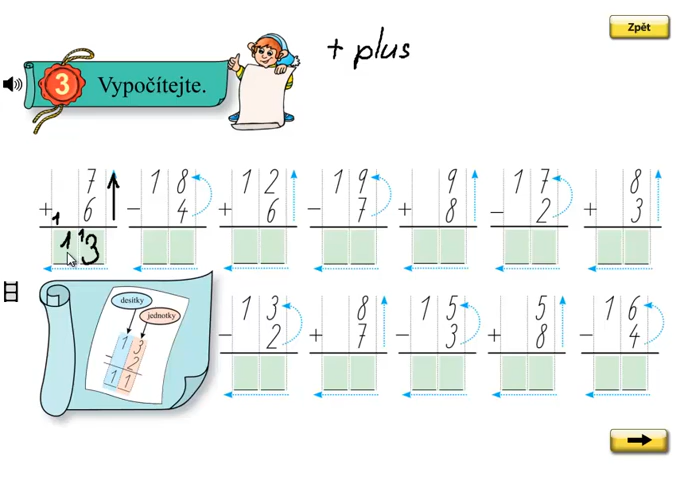 + plus
Zpět
3 Vypočítejte.
7 1 8 1 2 1 9 9 1 7 8
+ 6 - 4 + 6 - 7 + 8 - 2 + 3
1
1 1 3
desítky
jednotky
1 3
- 2
1 1
1 3 8 1 5 5 1 6
- 2 + 7 - 3 + 8 - 4